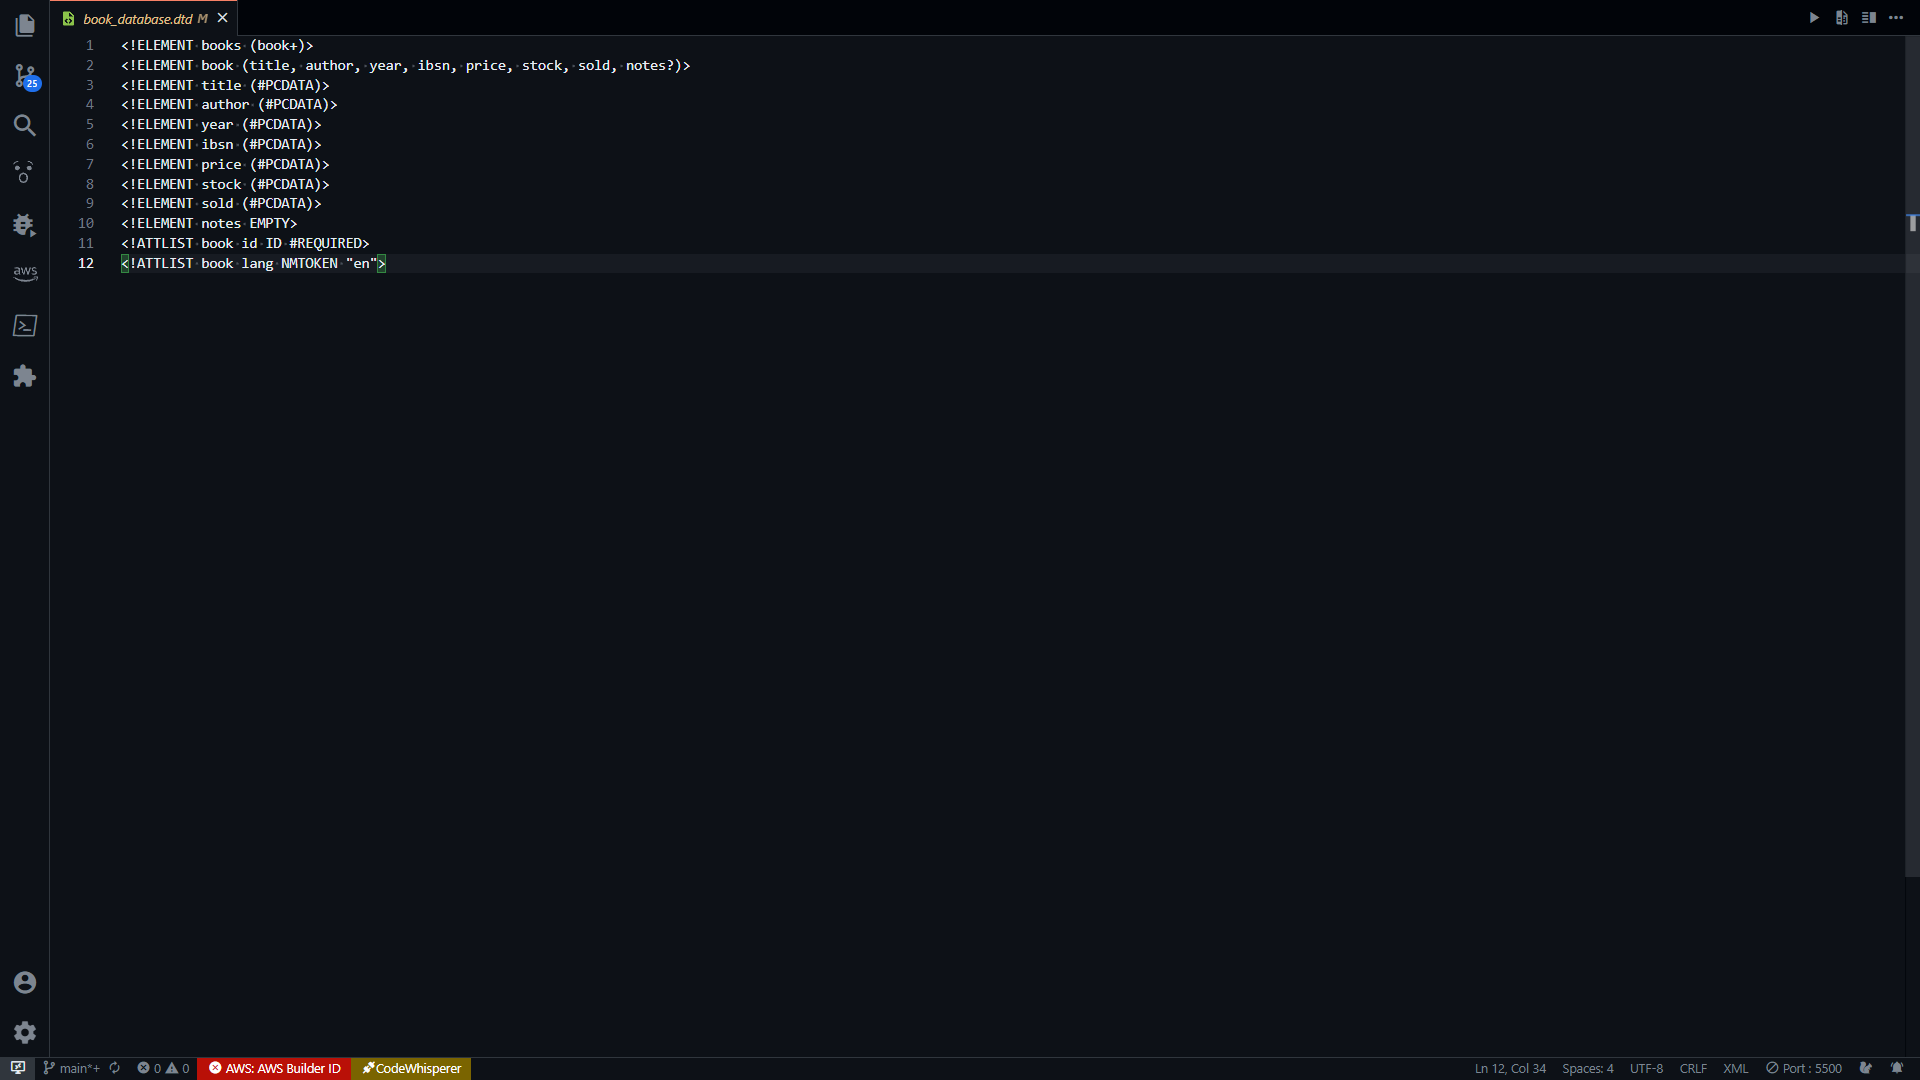 book_database.dtd M
1 <!ELEMENT books (book+)>
2 <!ELEMENT book (title, author, year, ibsn, price, stock, sold, notes?)>
3 <!ELEMENT title (#PCDATA)>
4 <!ELEMENT author (#PCDATA)>
5 <!ELEMENT year (#PCDATA)>
6 <!ELEMENT ibsn (#PCDATA)>
7 <!ELEMENT price (#PCDATA)>
8 <!ELEMENT stock (#PCDATA)>
9 <!ELEMENT sold (#PCDATA)>
10 <!ELEMENT notes EMPTY>
11 <!ATTLIST book id ID #REQUIRED>
12 <!ATTLIST book lang NMTOKEN "en">
25
aws
main*+ 0 0 AWS: AWS Builder ID CodeWhisperer Ln 12, Col 34 Spaces: 4 UTF-8 CRLF XML Port : 5500